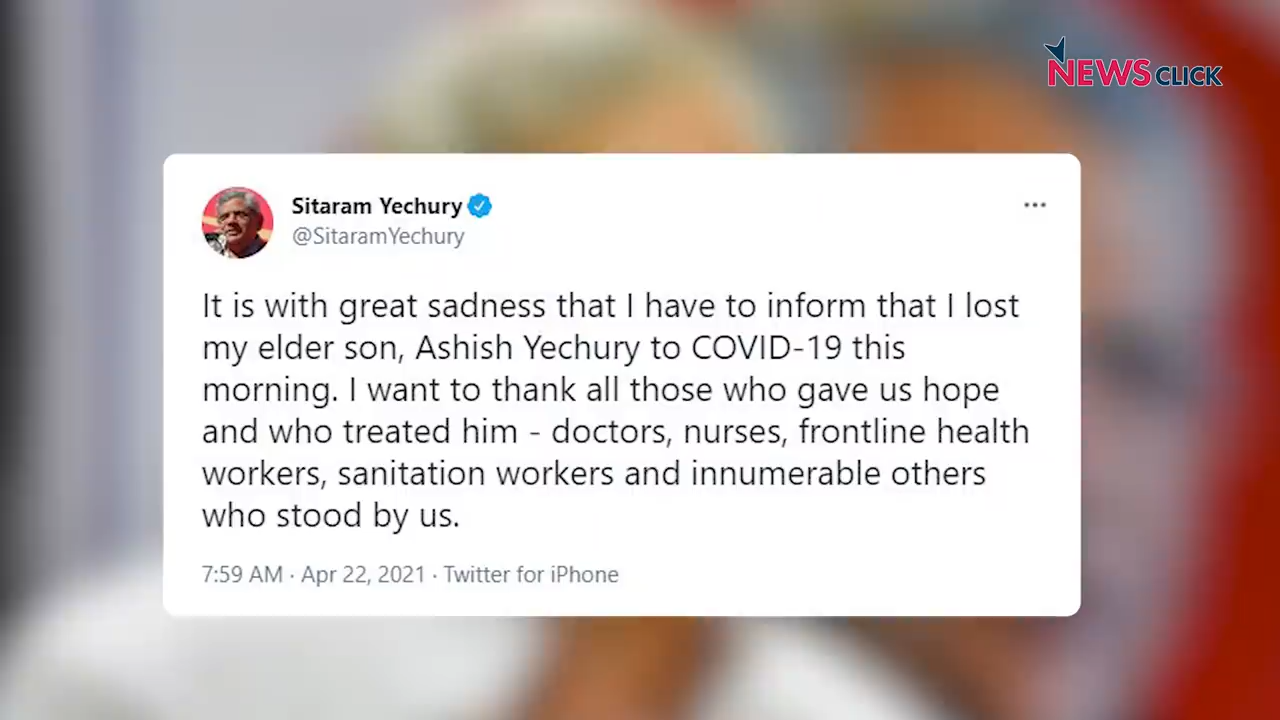 NEWSCLICK
Sitaram Yechury
@SitaramYechury
It is with great sadness that I have to inform that I lost
my elder son, Ashish Yechury to COVID-19 this
morning. I want to thank all those who gave us hope
and who treated him - doctors, nurses, frontline health
workers, sanitation workers and innumerable others
who stood by us.
7:59 AM · Apr 22, 2021 · Twitter for iPhone